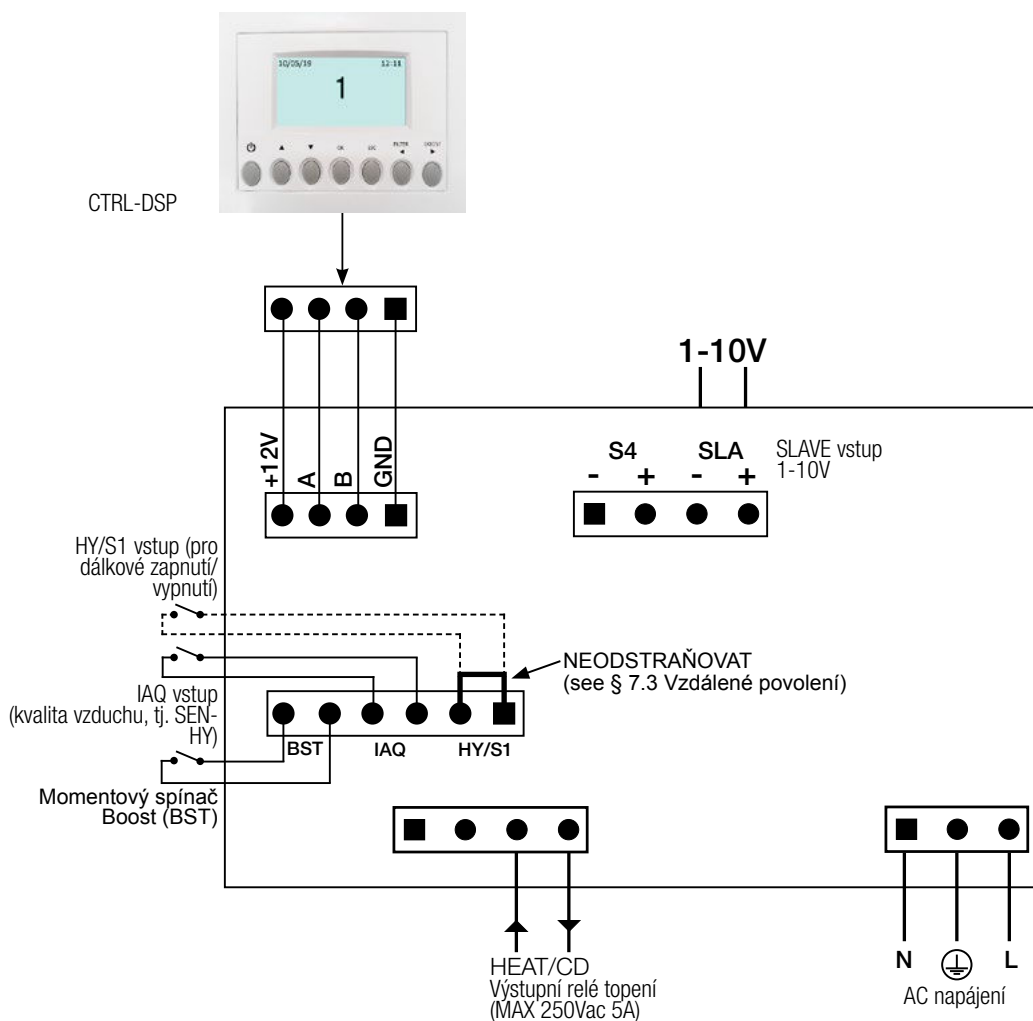 10/05/19 12:11
1
OK ESC FILTER
CTRL-DSP
1-10V
+12V
A
B
GND
S4 SLA
- + - +
SLAVE vstup
1-10V
HY/S1 vstup (pro
dálkové zapnutí/
vypnutí)
NEODSTRAŇOVAT
(see § 7.3 Vzdálené povolení)
IAQ vstup
(kvalita vzduchu, tj. SEN-
HY)
BST IAQ HY/S1
Momentový spínač
Boost (BST)
HEAT/CD
Výstupní relé topení
(MAX 250Vac 5A)
N L
AC napájení